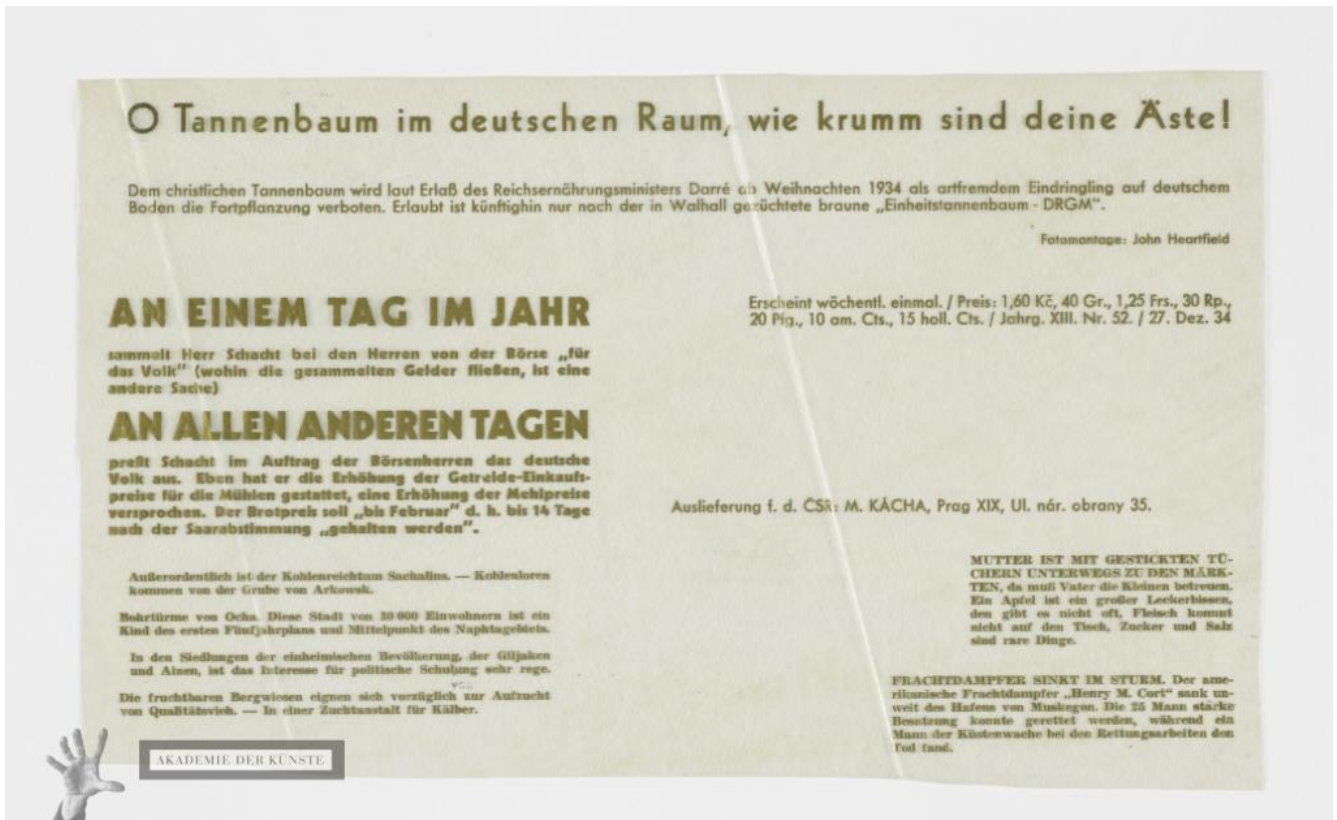 O Tannenbaum im deutschen Raum, wie krumm sind deine Äste!
Dem christlichen Tannenbaum wird laut Erlaß des Reichsernährungsministers Darré ab Weihnachten 1934 als artfremdem Eindringling auf deutschem
Boden die Fortpflanzung verboten. Erlaubt ist künftighin nur noch der in Walhall gezüchtete braune „Einheitstannenbaum - DRGM".
Fotomontage: John Heartfield
AN EINEM TAG IM JAHR
sammelt Herr Schacht bei den Herren von der Börse „für
das Volk" (wohin die gesammelten Gelder fließen, ist eine
andere Sache)
AN ALLEN ANDEREN TAGEN
preßt Schacht im Auftrag der Börsenherren das deutsche
Volk aus. Eben hat er die Erhöhung der Getreide-Einkaufs-
preise für die Mühlen gestattet, eine Erhöhung der Mehlpreise
versprochen. Der Brotpreis soll „bis Februar" d. h. bis 14 Tage
nach der Saarabstimmung „gehalten werden".
Außerordentlich ist der Kohlenreichtum Sachalins. — Kohlenloren
kommen von der Grube von Arkowsk.
Bohrtürme von Ocha. Diese Stadt von 30 000 Einwohnern ist ein
Kind des ersten Fünfjahrplans und Mittelpunkt des Naphtagebiets.
In den Siedlungen der einheimischen Bevölkerung, der Giljaken
und Ainen, ist das Interesse für politische Schulung sehr rege.
Die fruchtbaren Bergwiesen eignen sich vorzüglich zur Aufzucht
von Qualitätsvieh. — In einer Zuchtanstalt für Kälber.
Erscheint wöchentl. einmal. / Preis: 1,60 Kč, 40 Gr., 1,25 Frs., 30 Rp.,
20 Pfg., 10 am. Cts., 15 holl. Cts. / Jahrg. XIII. Nr. 52. / 27. Dez. 34
Auslieferung f. d. ČSR: M. KÁCHA, Prag XIX, Ul. nár. obrany 35.
MUTTER IST MIT GESTICKTEN TÜ-
CHERN UNTERWEGS ZU DEN MÄRK-
TEN, da muß Vater die Kleinen betreuen.
Ein Apfel ist ein großer Leckerbissen,
den gibt es nicht oft, Fleisch kommt
nicht auf den Tisch, Zucker und Salz
sind rare Dinge.
FRACHTDAMPFER SINKT IM STURM. Der ame-
rikanische Frachtdampfer „Henry M. Cort" sank un-
weit des Hafens von Muskegon. Die 25 Mann starke
Besatzung konnte gerettet werden, während ein
Mann der Küstenwache bei den Rettungsarbeiten den
Tod fand.
AKADEMIE DER KÜNSTE